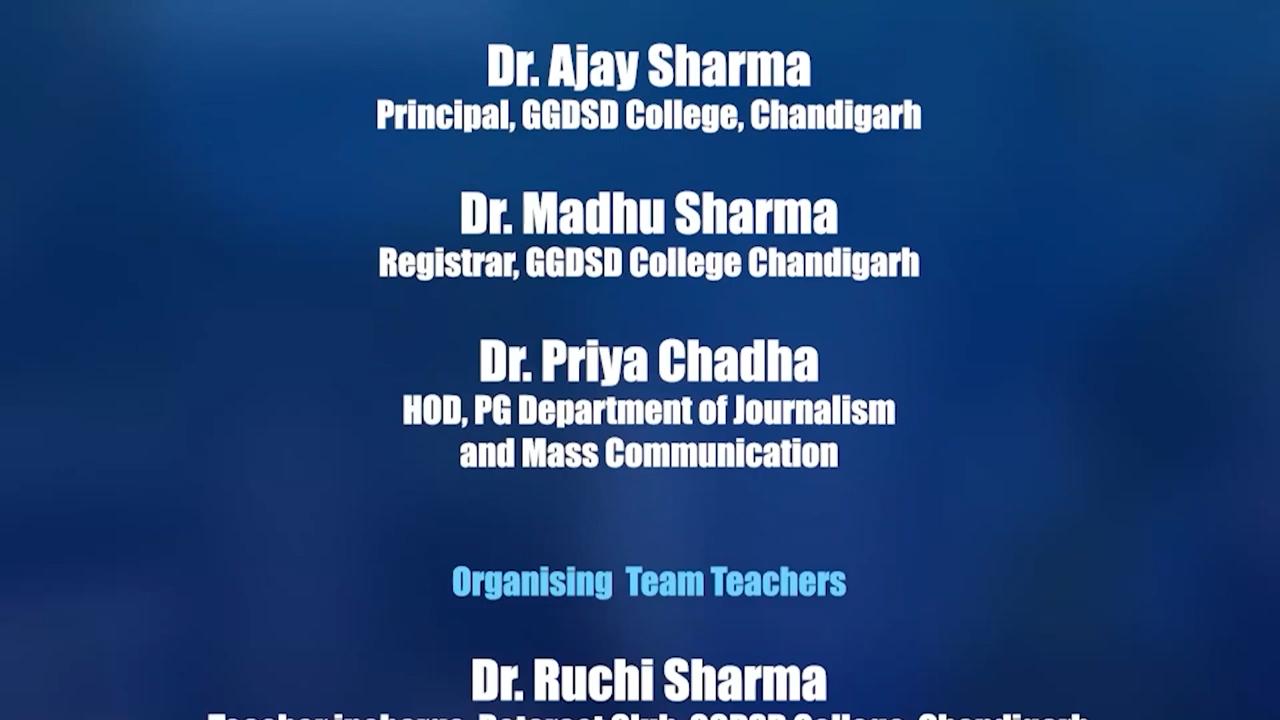 Dr. Ajay Sharma
Principal, GGDSD College, Chandigarh
Dr. Madhu Sharma
Registrar, GGDSD College Chandigarh
Dr. Priya Chadha
HOD, PG Department of Journalism
and Mass Communication
Organising Team Teachers
Dr. Ruchi Sharma